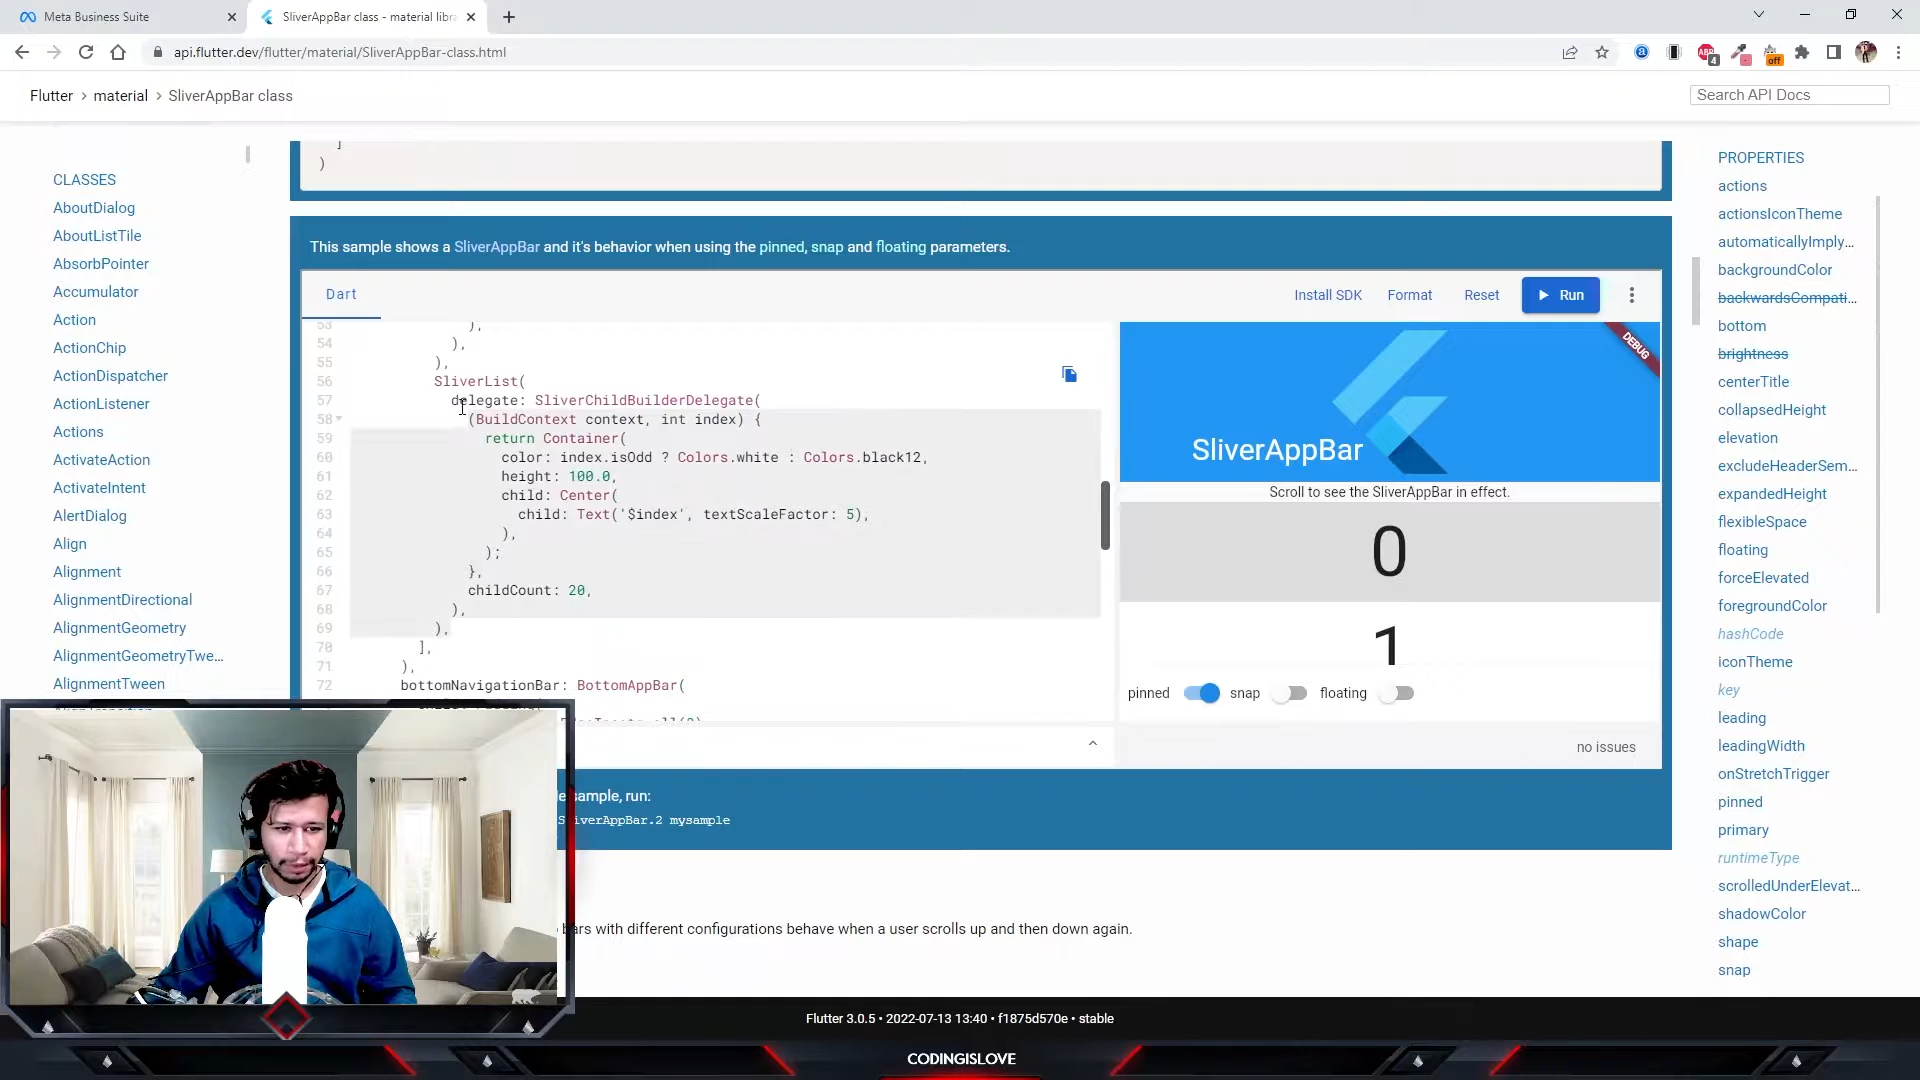 Meta Business Suite
SliverAppBar class - material libra
api.flutter.dev/flutter/material/SliverAppBar-class.html
ABP
4
off
Flutter > material > SliverAppBar class
Search API Docs
CLASSES
AboutDialog
AboutListTile
AbsorbPointer
Accumulator
Action
ActionChip
ActionDispatcher
ActionListener
Actions
ActivateAction
ActivateIntent
AlertDialog
Align
Alignment
AlignmentDirectional
AlignmentGeometry
AlignmentGeometryTwe...
AlignmentTween
]
)
This sample shows a SliverAppBar and it's behavior when using the pinned, snap and floating parameters.
Dart
Install SDK
Format
Reset
Run
53 ),
54 ),
55 ),
56 SliverList(
57 delegate: SliverChildBuilderDelegate(
58 (BuildContext context, int index) {
59 return Container(
60 color: index.isOdd ? Colors.white : Colors.black12,
61 height: 100.0,
62 child: Center(
63 child: Text('$index', textScaleFactor: 5),
64 ),
65 );
66 },
67 childCount: 20,
68 ),
69 ),
70 ],
71 ),
72 bottomNavigationBar: BottomAppBar(
DEBUG
SliverAppBar
Scroll to see the SliverAppBar in effect.
0
1
pinned
snap
floating
no issues
sample, run:
SliverAppBar.2 mysample
bars with different configurations behave when a user scrolls up and then down again.
PROPERTIES
actions
actionsIconTheme
automaticallyImply...
backgroundColor
backwardsCompati...
bottom
brightness
centerTitle
collapsedHeight
elevation
excludeHeaderSem...
expandedHeight
flexibleSpace
floating
forceElevated
foregroundColor
hashCode
iconTheme
key
leading
leadingWidth
onStretchTrigger
pinned
primary
runtimeType
scrolledUnderElevat...
shadowColor
shape
snap
Flutter 3.0.5 • 2022-07-13 13:40 • f1875d570e • stable
CODINGISLOVE